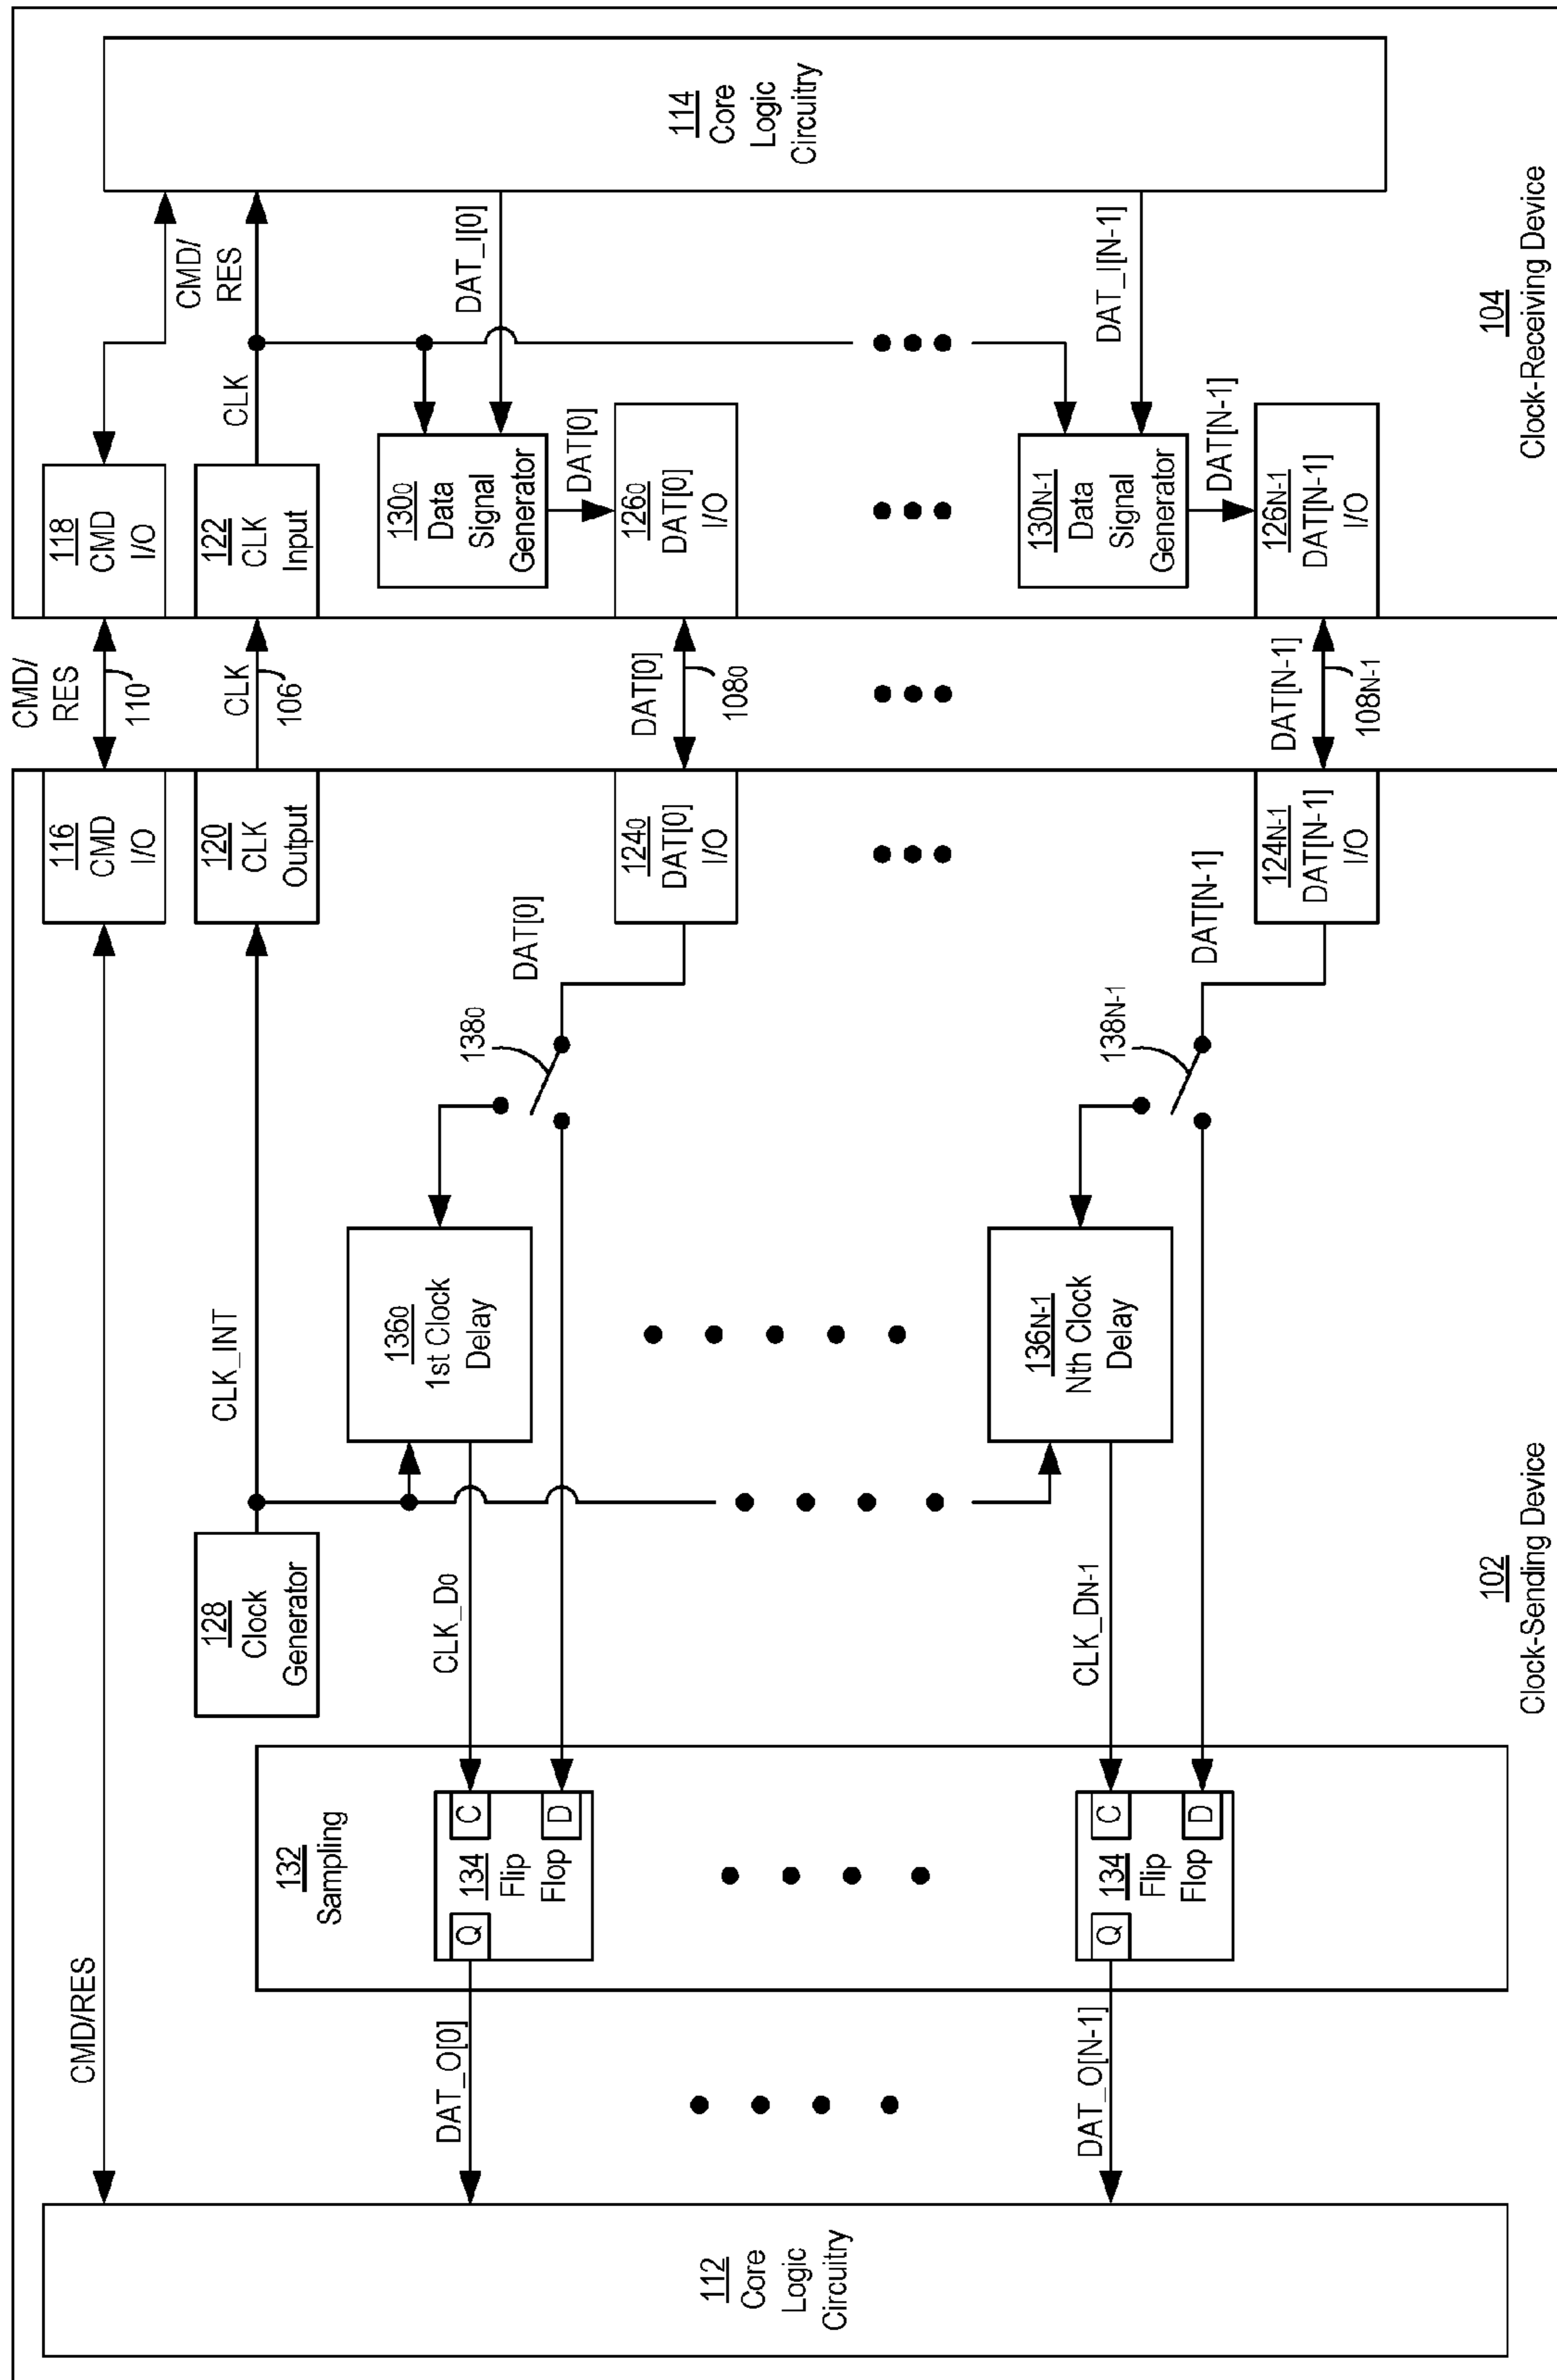 112
Core
Logic
Circuitry
CMD/RES
DAT_O[0]
DAT_O[N-1]
132
Sampling
Q
134
Flip
Flop
C
D
Q
134
Flip
Flop
C
D
128
Clock
Generator
CLK_INT
CLK_D0
CLK_DN-1
1360
1st Clock
Delay
136N-1
Nth Clock
Delay
1380
138N-1
DAT[0]
DAT[N-1]
116
CMD
I/O
120
CLK
Output
1240
DAT[0]
I/O
124N-1
DAT[N-1]
I/O
102
Clock-Sending Device
CMD/
RES
110
CLK
106
DAT[0]
1080
DAT[N-1]
108N-1
118
CMD
I/O
122
CLK
Input
1300
Data
Signal
Generator
DAT[0]
1260
DAT[0]
I/O
130N-1
Data
Signal
Generator
DAT[N-1]
126N-1
DAT[N-1]
I/O
CLK
CMD/
RES
DAT_I[0]
DAT_I[N-1]
114
Core
Logic
Circuitry
104
Clock-Receiving Device